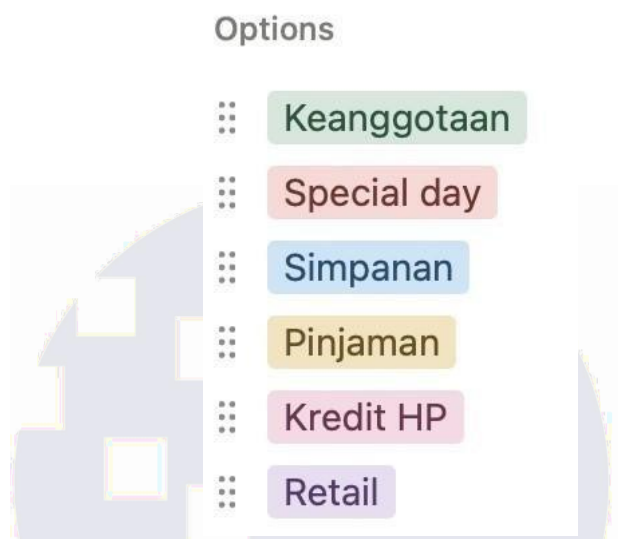 Options
Keanggotaan
Special day
Simpanan
Pinjaman
Kredit HP
Retail